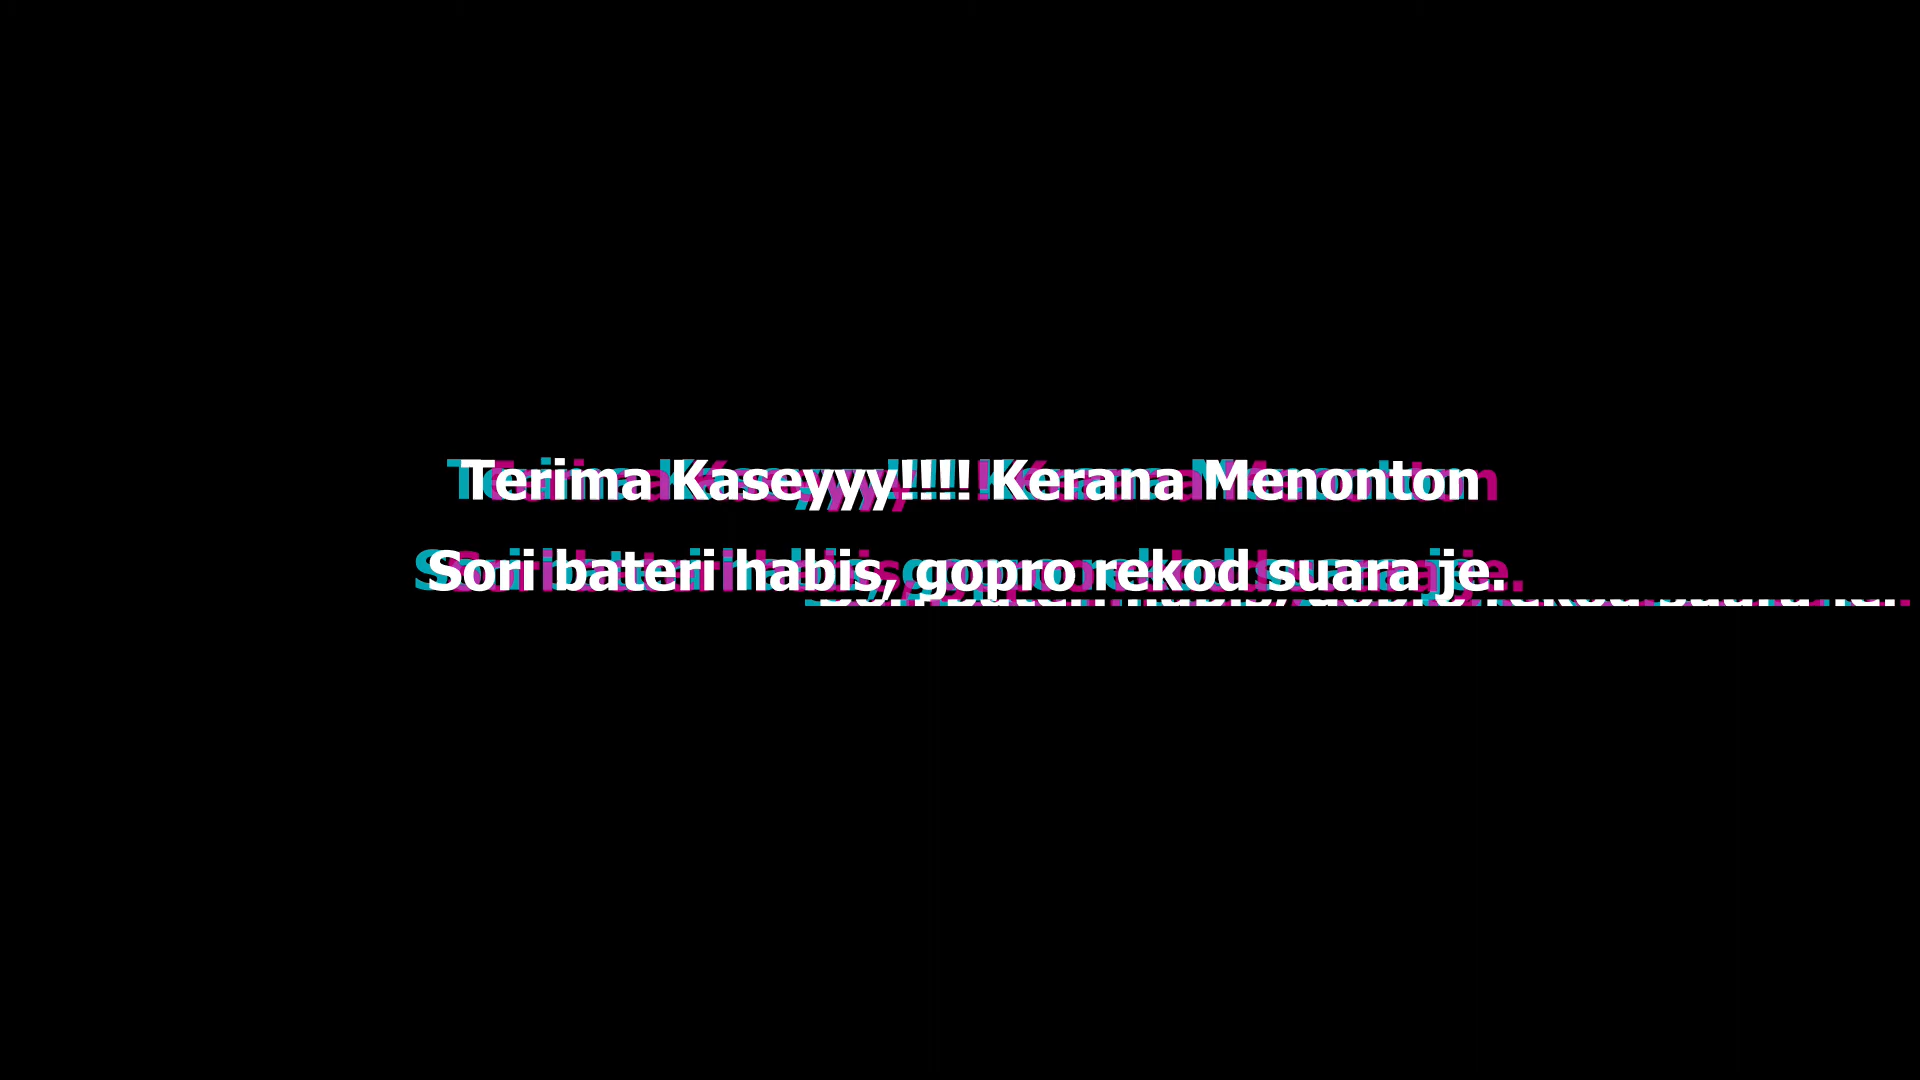 Terima Kaseyyy!!!! Kerana Menonton
Sori bateri habis, gopro rekod suara je.